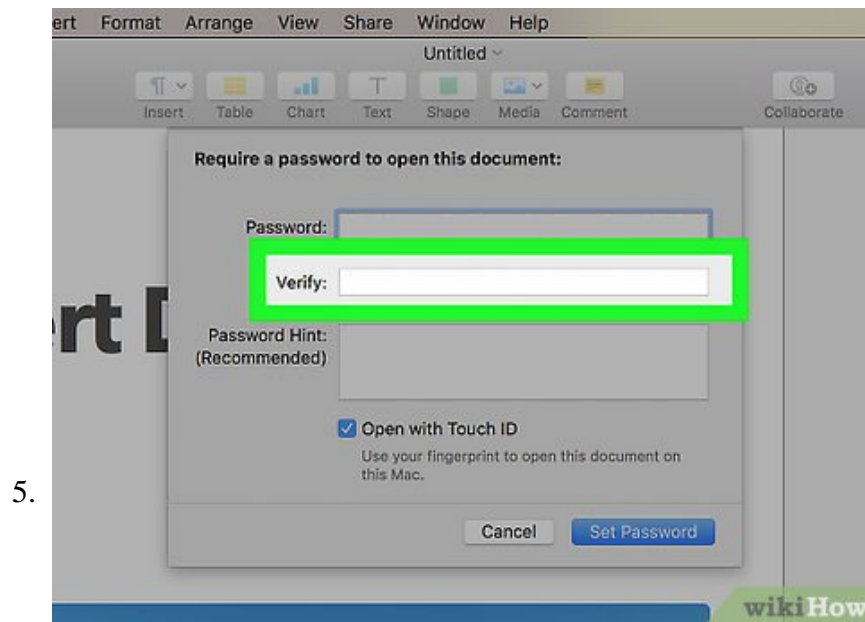 ert Format Arrange View Share Window Help
Untitled
Insert Table Chart Text Shape Media Comment Collaborate
Require a password to open this document:
Password:
Verify:
rt D
Password Hint:
(Recommended)
Open with Touch ID
Use your fingerprint to open this document on
this Mac.
5.
Cancel Set Password
wikiHow